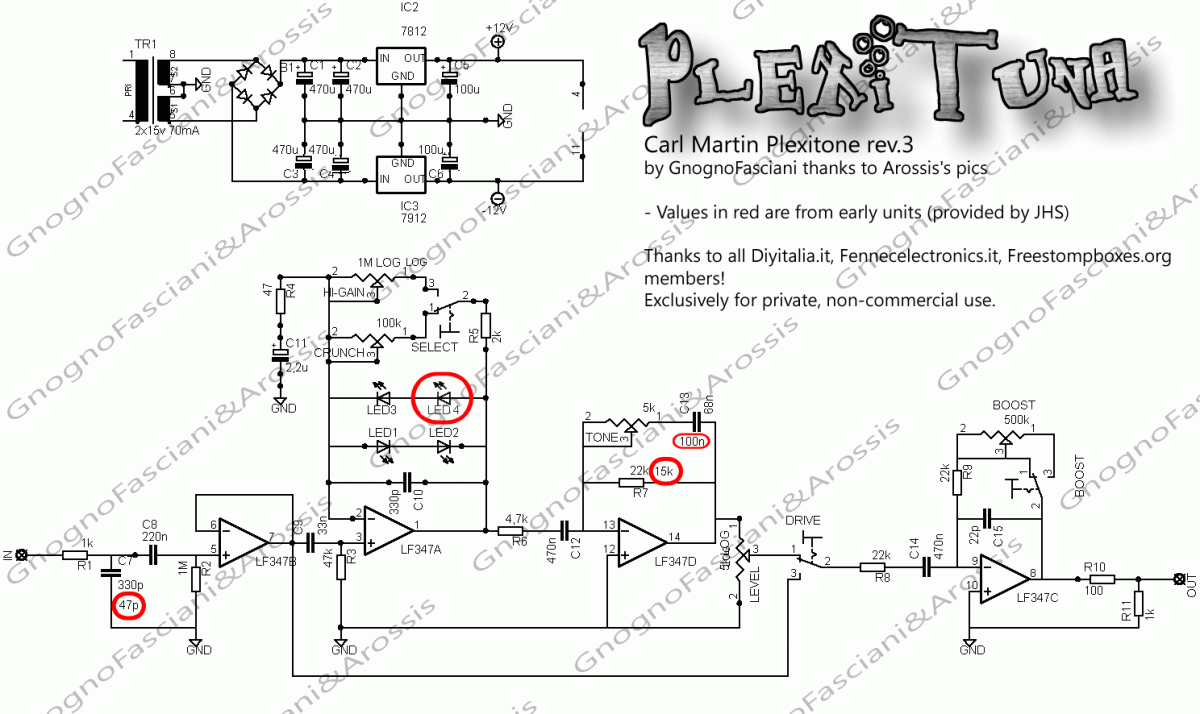 PLEXiTUNA
Carl Martin Plexitone rev.3
by GnognoFasciani thanks to Arossis's pics
- Values in red are from early units (provided by JHS)
Thanks to all Diyitalia.it, Fennecelectronics.it, Freestompboxes.org
members!
Exclusively for private, non-commercial use.
IC2
7812
+12V
TR1
1
8
PRI
S2
S1
4
GND
2x15v 70mA
B1
C1
C2
470u
470u
IN
OUT
GND
C5
100u
4
GND
11
470u
470u
C3
C4
100u
C6
GND
IN
OUT
IC3
7912
-12V
1M LOG LOG
2
1
3
HI-GAIN
3
47
R4
C11
2,2u
GND
100k
2
1
3
CRUNCH
1
2
SELECT
R5
2k
LED3
LED4
LED1
LED2
330p
C10
5k
2
1
3
TONE
C13
68n
100n
22k
15k
R7
BOOST
500k
2
1
3
22k
R9
1
3
2
BOOST
22p
C15
IN
1k
R1
C7
330p
47p
C8
220n
1M
R2
GND
6
5
7
LF347B
C9
33n
47k
R3
GND
2
3
1
LF347A
4,7k
R6
470n
C12
13
12
14
LF347D
1
3
2
LEVEL
DRIVE
1
2
3
22k
R8
C14
470n
9
10
8
LF347C
GND
R10
100
R11
1k
OUT
GnognoFasciani&Arossis